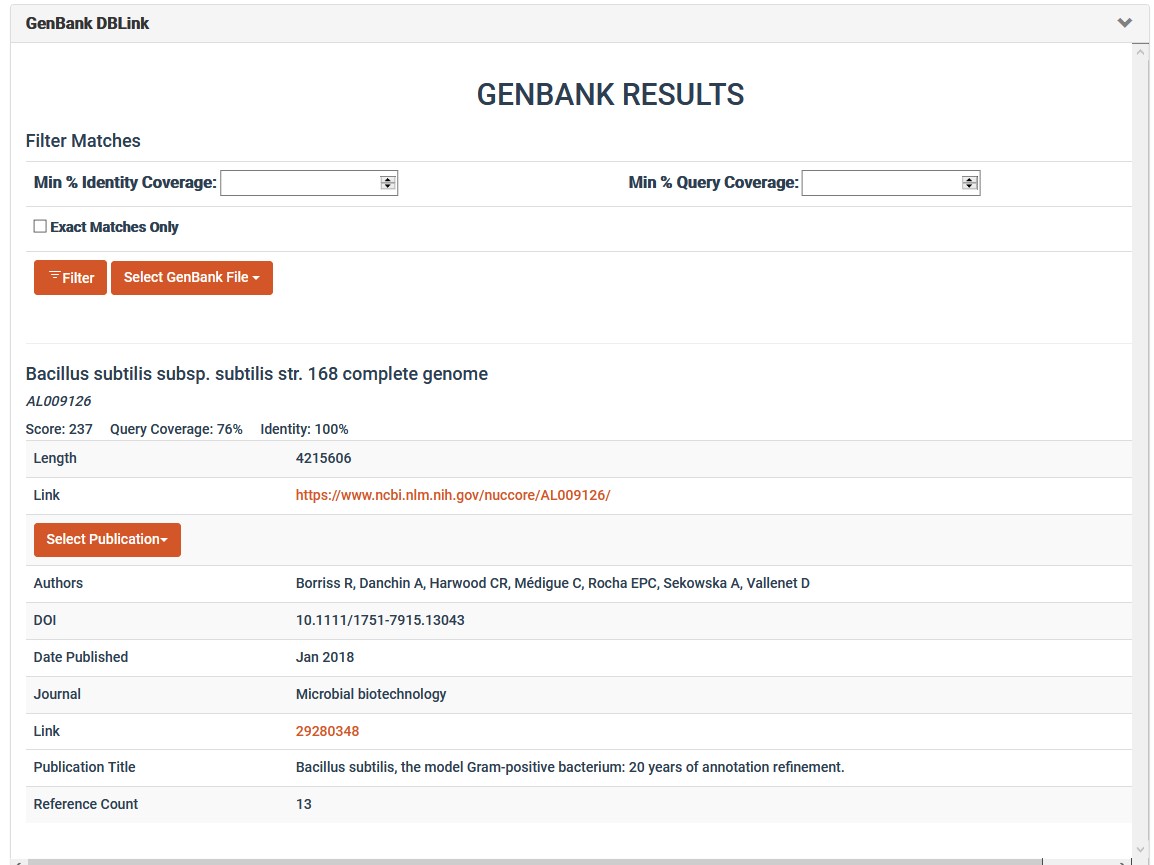 GenBank DBLink
GENBANK RESULTS
Filter Matches
Min % Identity Coverage: Min % Query Coverage:
Exact Matches Only
Filter Select GenBank File
Bacillus subtilis subsp. subtilis str. 168 complete genome
AL009126
Score: 237 Query Coverage: 76% Identity: 100%
Length 4215606
Link https://www.ncbi.nlm.nih.gov/nuccore/AL009126/
Select Publication
Authors Borriss R, Danchin A, Harwood CR, Médigue C, Rocha EPC, Sekowska A, Vallenet D
DOI 10.1111/1751-7915.13043
Date Published Jan 2018
Journal Microbial biotechnology
Link 29280348
Publication Title Bacillus subtilis, the model Gram-positive bacterium: 20 years of annotation refinement.
Reference Count 13